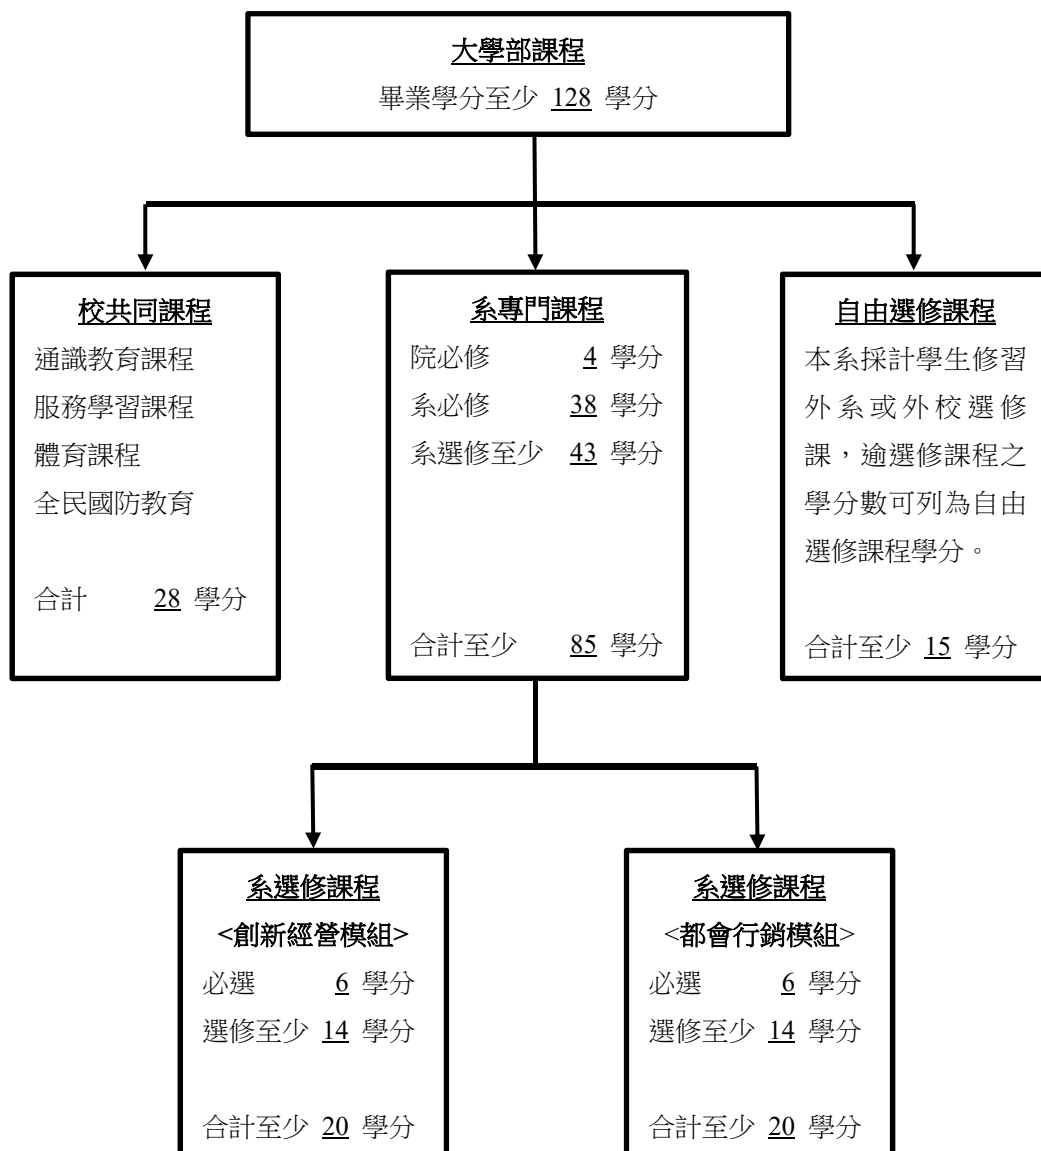 大學部課程
畢業學分至少 128 學分
校共同課程
通識教育課程
服務學習課程
體育課程
全民國防教育
合計 28 學分
系專門課程
院必修 4 學分
系必修 38 學分
系選修至少 43 學分
合計至少 85 學分
自由選修課程
本系採計學生修習
外系或外校選修
課，逾選修課程之
學分數可列為自由
選修課程學分。
合計至少 15 學分
系選修課程
<創新經營模組>
必選 6 學分
選修至少 14 學分
合計至少 20 學分
系選修課程
<都會行銷模組>
必選 6 學分
選修至少 14 學分
合計至少 20 學分